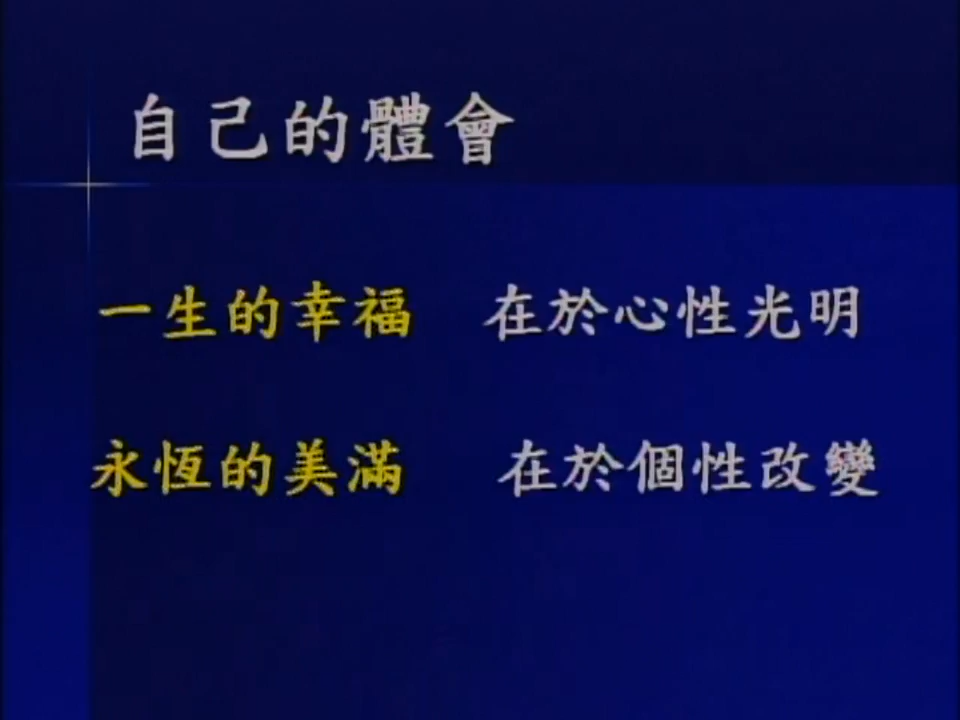 自己的體會
一生的幸福 在於心性光明
永恆的美滿 在於個性改變